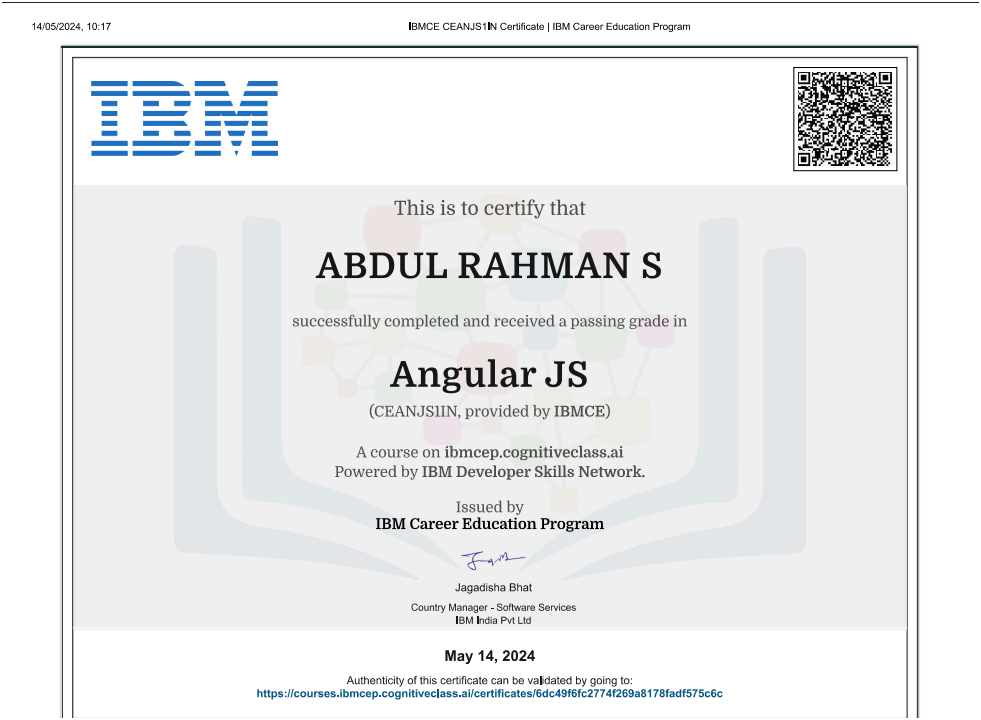 14/05/2024, 10:17
IBMCE CEANJS1IN Certificate | IBM Career Education Program
IBM
This is to certify that
ABDUL RAHMAN S
successfully completed and received a passing grade in
Angular JS
(CEANJS1IN, provided by IBMCE)
A course on ibmcep.cognitiveclass.ai
Powered by IBM Developer Skills Network.
Issued by
IBM Career Education Program
Jagadisha Bhat
Country Manager - Software Services
IBM India Pvt Ltd
May 14, 2024
Authenticity of this certificate can be validated by going to:
https://courses.ibmcep.cognitiveclass.ai/certificates/6dc49f6fc2774f269a8178fadf575c6c